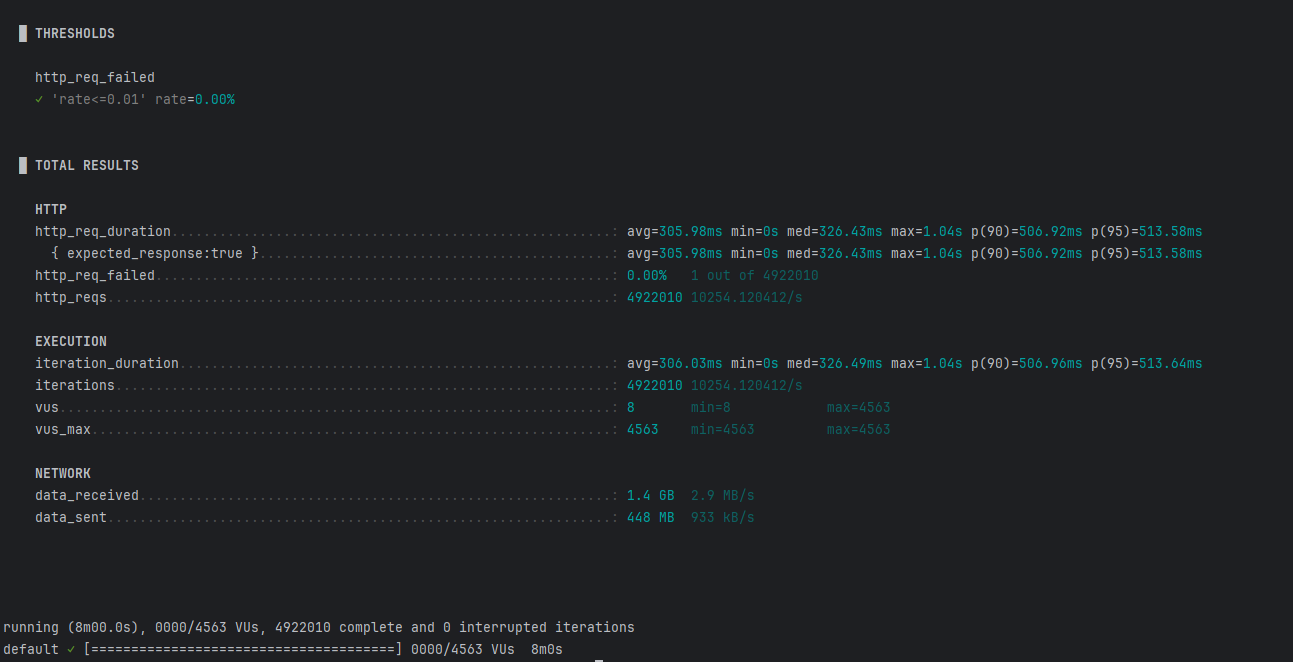 █ THRESHOLDS
http_req_failed
✓ 'rate<=0.01' rate=0.00%
█ TOTAL RESULTS
HTTP
http_req_duration..........................................................: avg=305.98ms min=0s med=326.43ms max=1.04s p(90)=506.92ms p(95)=513.58ms
{ expected_response:true }...............................................: avg=305.98ms min=0s med=326.43ms max=1.04s p(90)=506.92ms p(95)=513.58ms
http_req_failed............................................................: 0.00% 1 out of 4922010
http_reqs..................................................................: 4922010 10254.120412/s
EXECUTION
iteration_duration.........................................................: avg=306.03ms min=0s med=326.49ms max=1.04s p(90)=506.96ms p(95)=513.64ms
iterations.................................................................: 4922010 10254.120412/s
vus........................................................................: 8 min=8 max=4563
vus_max....................................................................: 4563 min=4563 max=4563
NETWORK
data_received..............................................................: 1.4 GB 2.9 MB/s
data_sent..................................................................: 448 MB 933 kB/s
running (8m00.0s), 0000/4563 VUs, 4922010 complete and 0 interrupted iterations
default ✓ [======================================] 0000/4563 VUs 8m0s